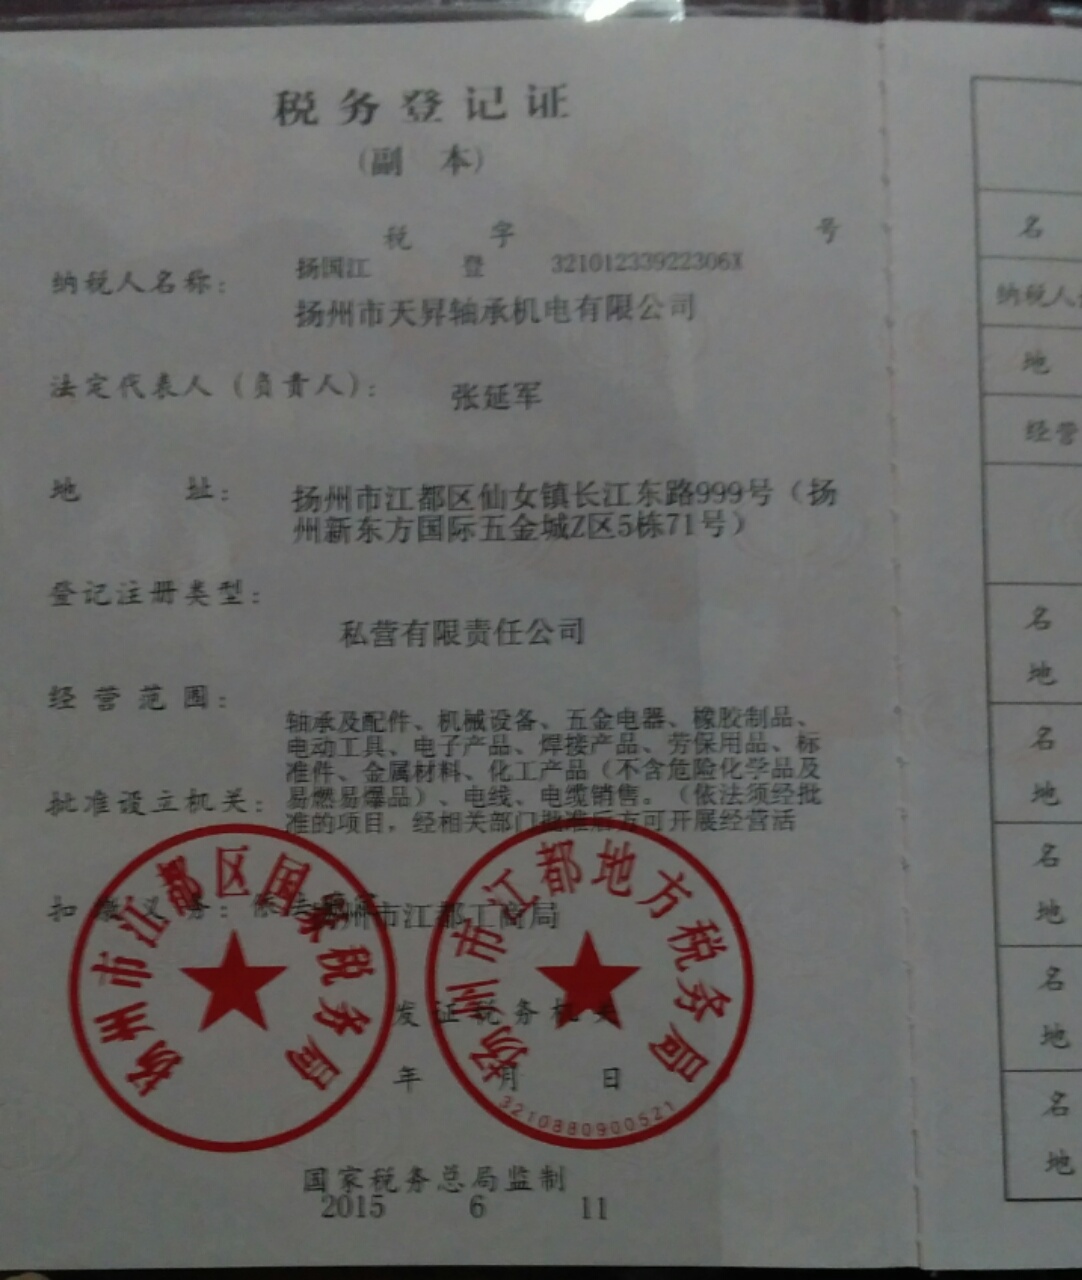 税务登记证
(副 本)
税 字 号
扬国江 登 32101233922306X
纳税人名称:
扬州市天昇轴承机电有限公司
法定代表人(负责人): 张延军
地 址: 扬州市江都区仙女镇长江东路999号（扬
州新东方国际五金城Z区5栋71号）
登记注册类型:
私营有限责任公司
经营范围:
轴承及配件、机械设备、五金电器、橡胶制品、
电动工具、电子产品、焊接产品、劳保用品、标
准件、金属材料、化工产品（不含危险化学品及
易燃易爆品）、电线、电缆销售。（依法须经批
准的项目，经相关部门批准后方可开展经营活
批准设立机关:
扣缴义务: 依法确定
扬州市江都工商局
扬州市江都区国家税务局
扬州市江都地方税务局
3210880900521
发证税务机关
年 月 日
国家税务总局监制
2015 6 11
名
纳税人
地
经营
名
地
名
地
名
地
名
地
名
地